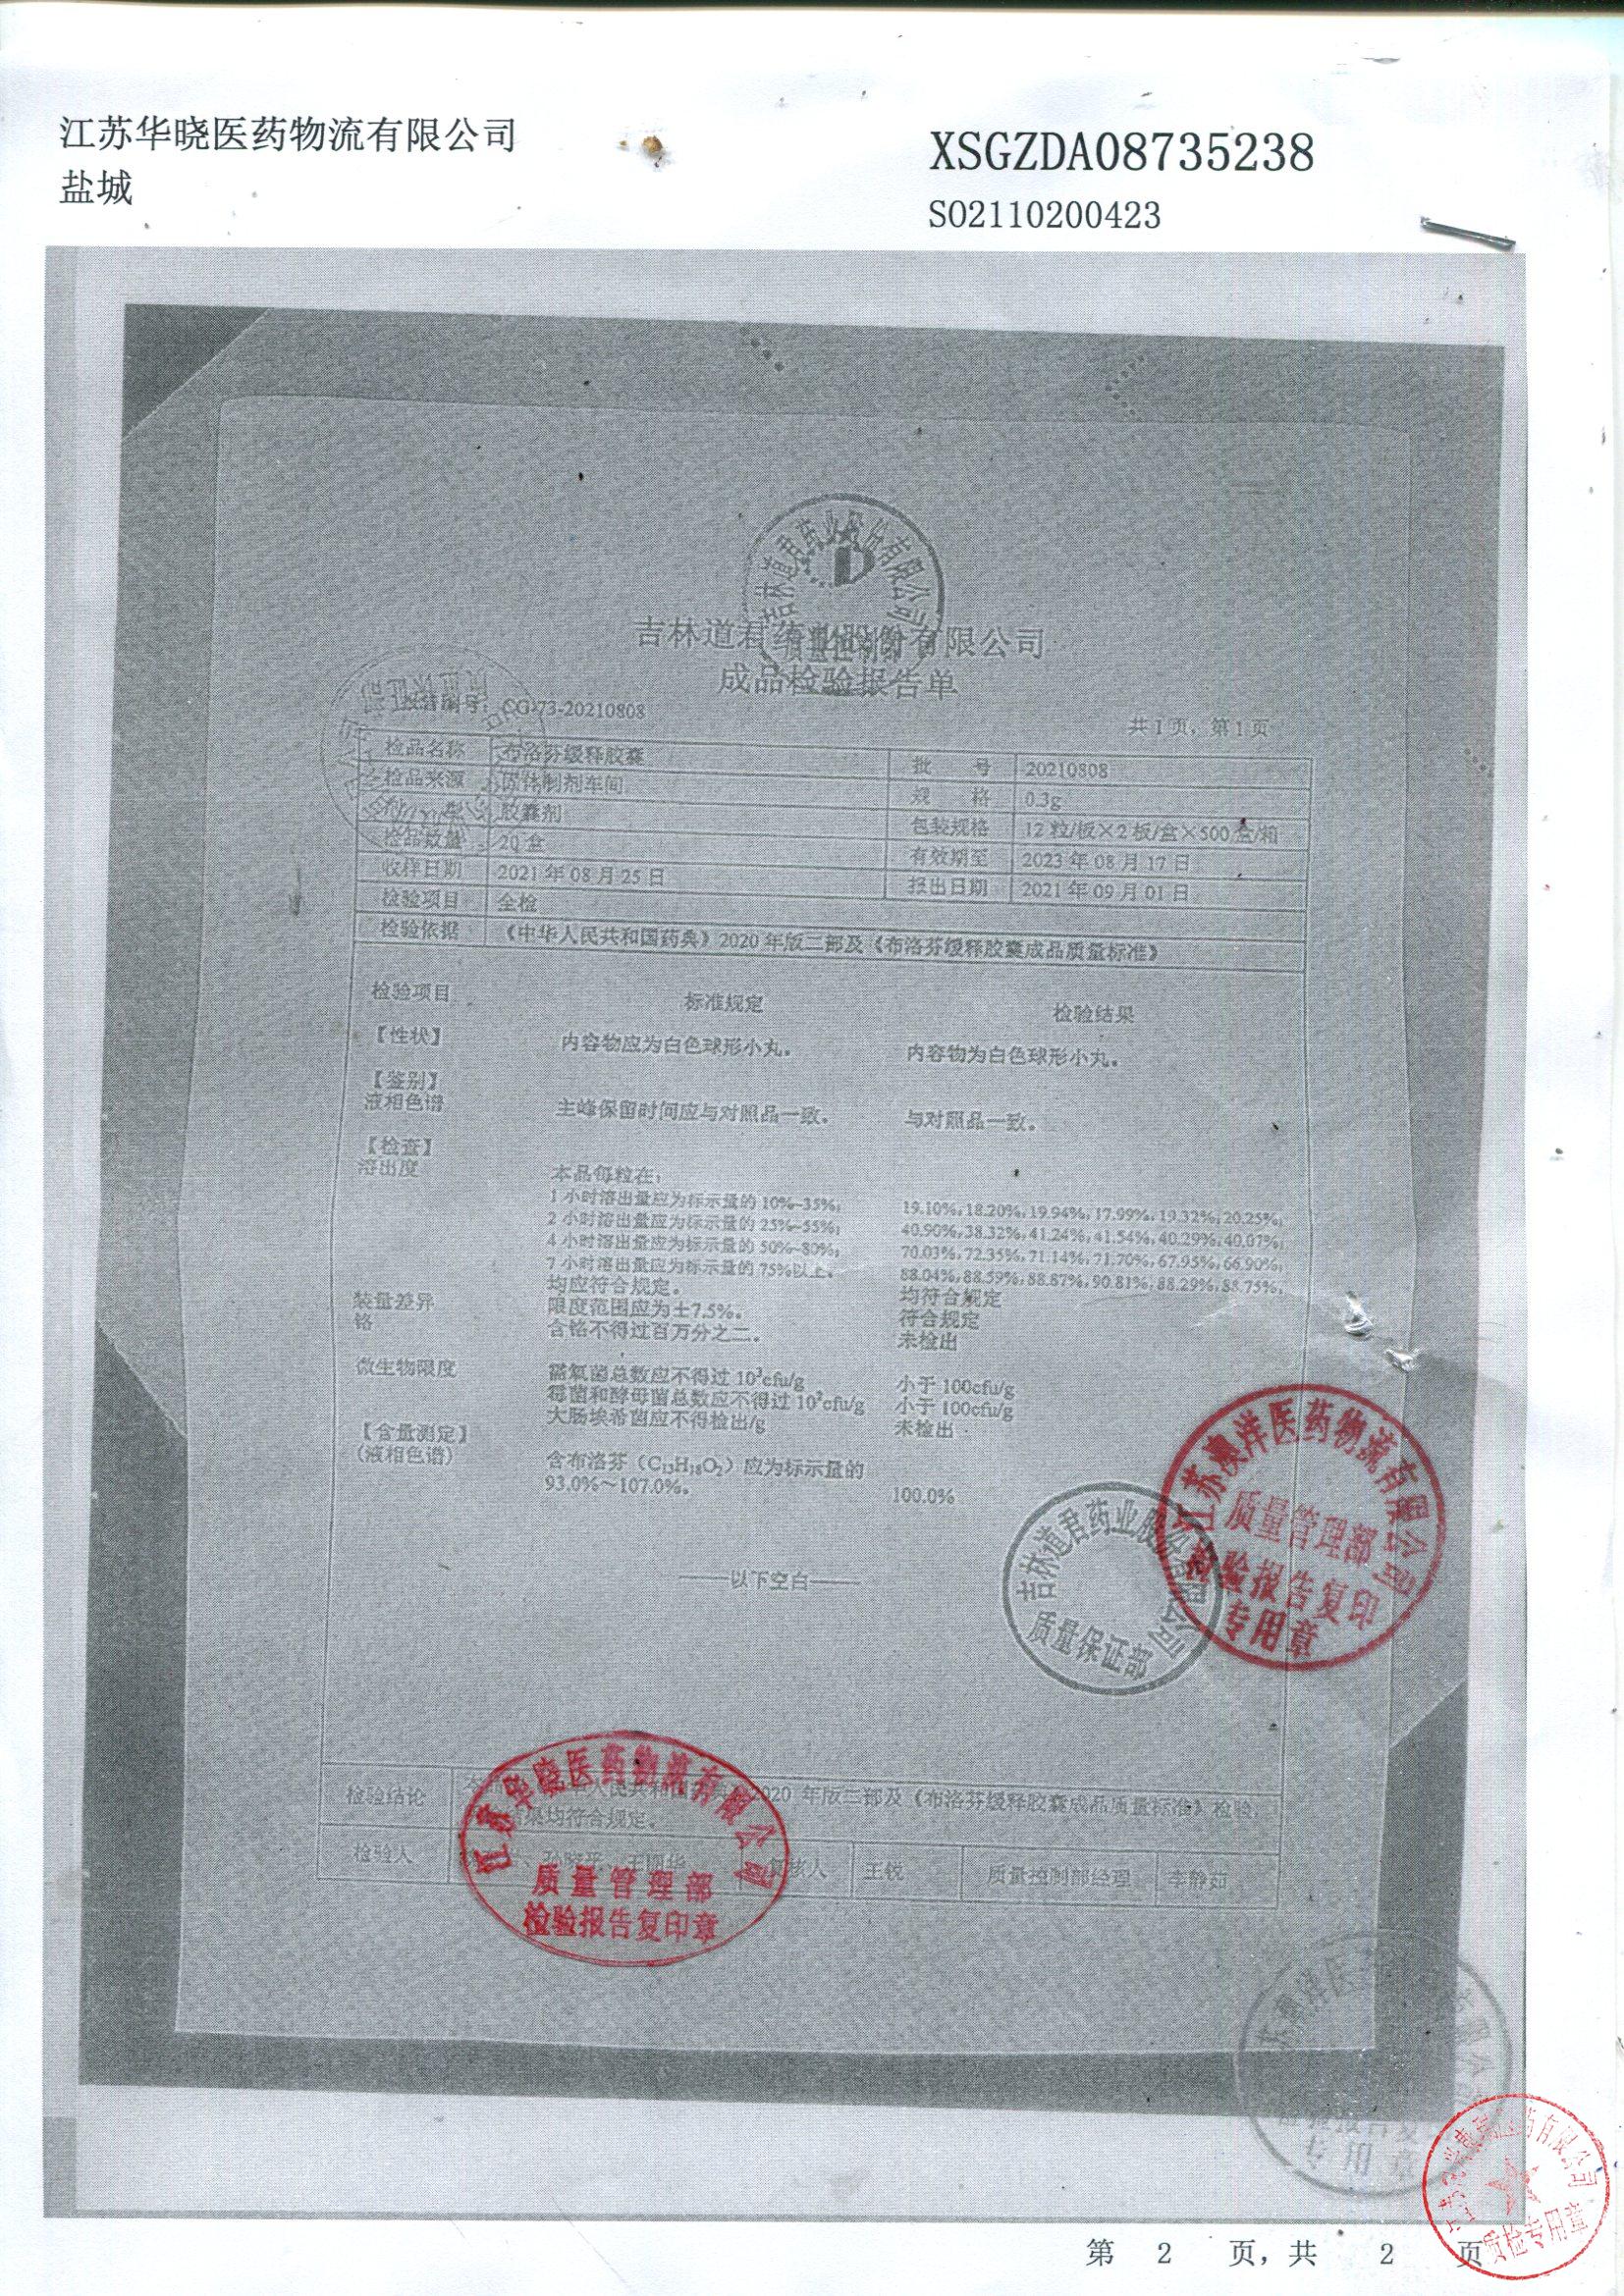 江苏华晓医药物流有限公司
盐城
XSGZDA08735238
SO2110200423
吉林道君药业股份有限公司
质量控制部
吉林道君药业股份有限公司
成品检验报告单
报告编号：CG-73-20210808
共1页，第1页
检品名称 布洛芬缓释胶囊 批 号 20210808
检品来源 固体制剂车间 规 格 0.3g
胶囊剂 包装规格 12粒/板×2板/盒×500盒/箱
检品数量 20盒 有效期至 2023年08月17日
收样日期 2021年08月25日 报出日期 2021年09月01日
检验项目 全检
检验依据 《中华人民共和国药典》2020年版二部及《布洛芬缓释胶囊成品质量标准》
检验项目 标准规定 检验结果
【性状】 内容物应为白色球形小丸。 内容物为白色球形小丸。
【鉴别】
液相色谱 主峰保留时间应与对照品一致。 与对照品一致。
【检查】
溶出度 本品每粒在：
1小时溶出量应为标示量的10%~35%； 19.10%，18.20%，19.94%，17.99%，19.32%，20.25%；
2小时溶出量应为标示量的25%~55%； 40.90%，38.32%，41.24%，41.54%，40.29%，40.07%；
4小时溶出量应为标示量的50%~80%； 70.03%，72.35%，71.14%，71.70%，67.95%，66.90%；
7小时溶出量应为标示量的75%以上。 88.04%，88.59%，88.87%，90.81%，88.29%，88.75%，
均应符合规定。 均符合规定
装量差异 限度范围应为±7.5%。 符合规定
铬 含铬不得过百万分之二。 未检出
微生物限度 需氧菌总数应不得过10³cfu/g 小于100cfu/g
霉菌和酵母菌总数应不得过10²cfu/g 小于100cfu/g
大肠埃希菌应不得检出/g 未检出
【含量测定】
（液相色谱） 含布洛芬（C₁₃H₁₈O₂）应为标示量的
93.0%～107.0%。 100.0%
——以下空白——
吉林道君药业股份有限公司
质量保证部
江苏澳洋医药物流有限公司
质量管理部
检验报告复印
专用章
检验结论 2020年版二部及《布洛芬缓释胶囊成品质量标准》检验，
结果均符合规定。
检验人 复核人 王锐 质量控制部经理 李静茹
江苏华晓医药物流有限公司
质量管理部
检验报告复印章
专用章
质检专用章
第 2 页，共 2 页